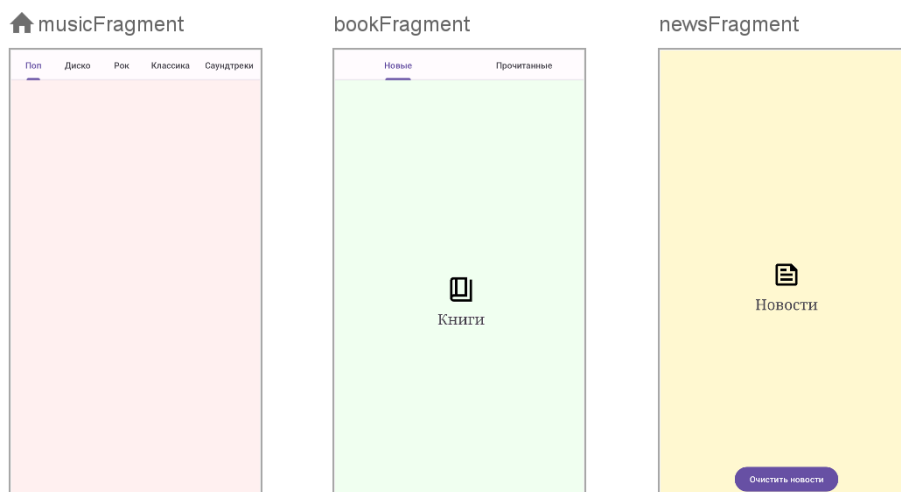 musicFragment
bookFragment
newsFragment
Поп Диско Рок Классика Саундтреки
Новые Прочитанные
Книги
Новости
Очистить новости